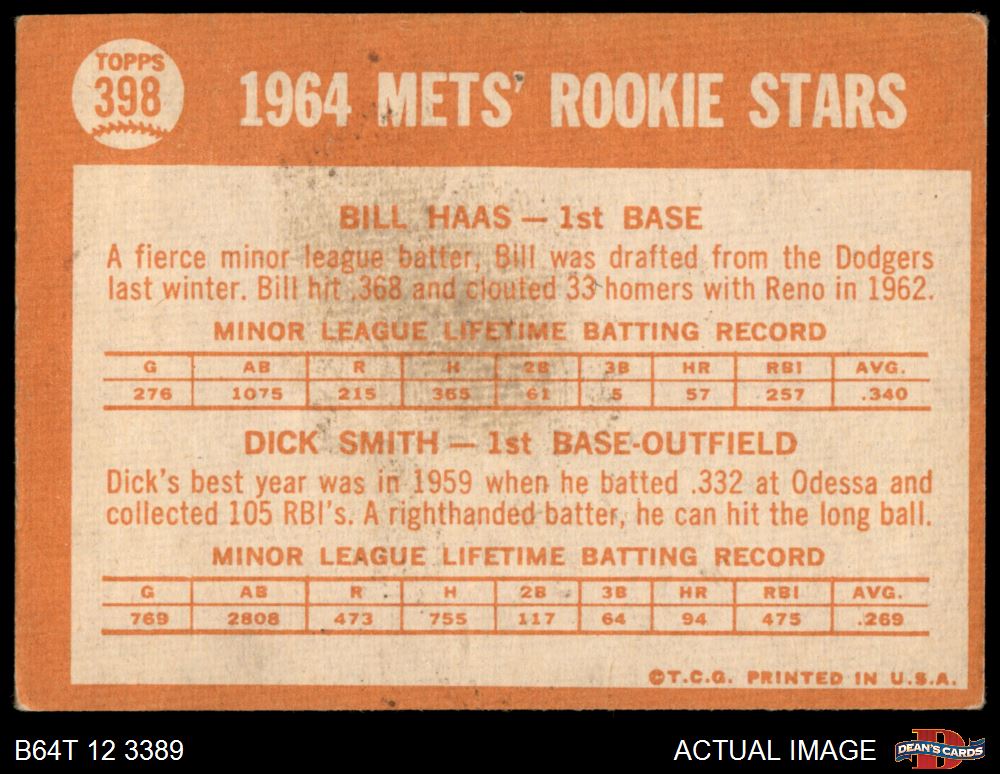 TOPPS
398
1964 METS' ROOKIE STARS
BILL HAAS — 1st BASE
A fierce minor league batter, Bill was drafted from the Dodgers
last winter. Bill hit .368 and clouted 33 homers with Reno in 1962.
MINOR LEAGUE LIFETIME BATTING RECORD
G AB R H 2B 3B HR RBI AVG.
276 1075 215 365 61 5 57 257 .340
DICK SMITH — 1st BASE-OUTFIELD
Dick's best year was in 1959 when he batted .332 at Odessa and
collected 105 RBI's. A righthanded batter, he can hit the long ball.
MINOR LEAGUE LIFETIME BATTING RECORD
G AB R H 2B 3B HR RBI AVG.
769 2808 473 755 117 64 94 475 .269
©T.C.G. PRINTED IN U.S.A.
B64T 12 3389
ACTUAL IMAGE
D
DEAN'S CARDS